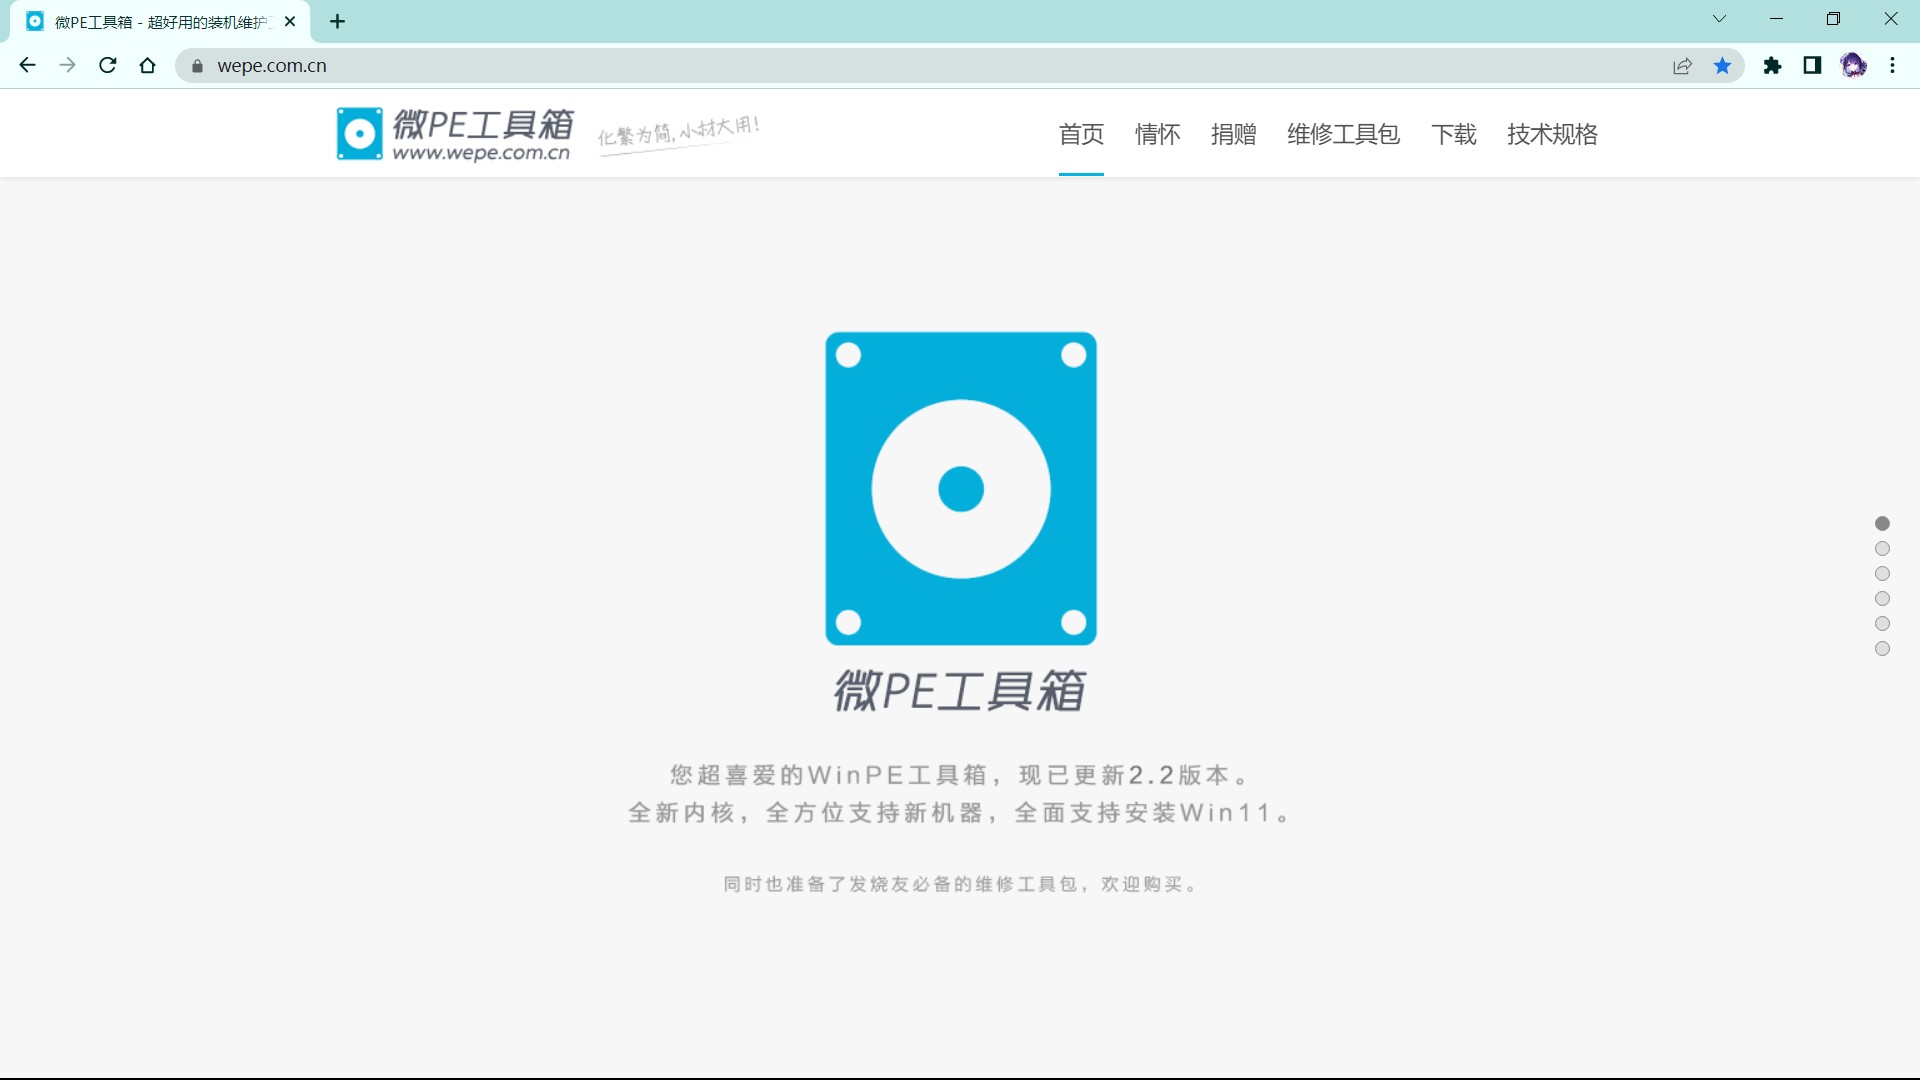 微PE工具箱 - 超好用的装机维护
wepe.com.cn
微PE工具箱
www.wepe.com.cn
化繁为简,小材大用!
首页 情怀 捐赠 维修工具包 下载 技术规格
微PE工具箱
您超喜爱的WinPE工具箱，现已更新2.2版本。
全新内核，全方位支持新机器，全面支持安装Win11。
同时也准备了发烧友必备的维修工具包，欢迎购买。